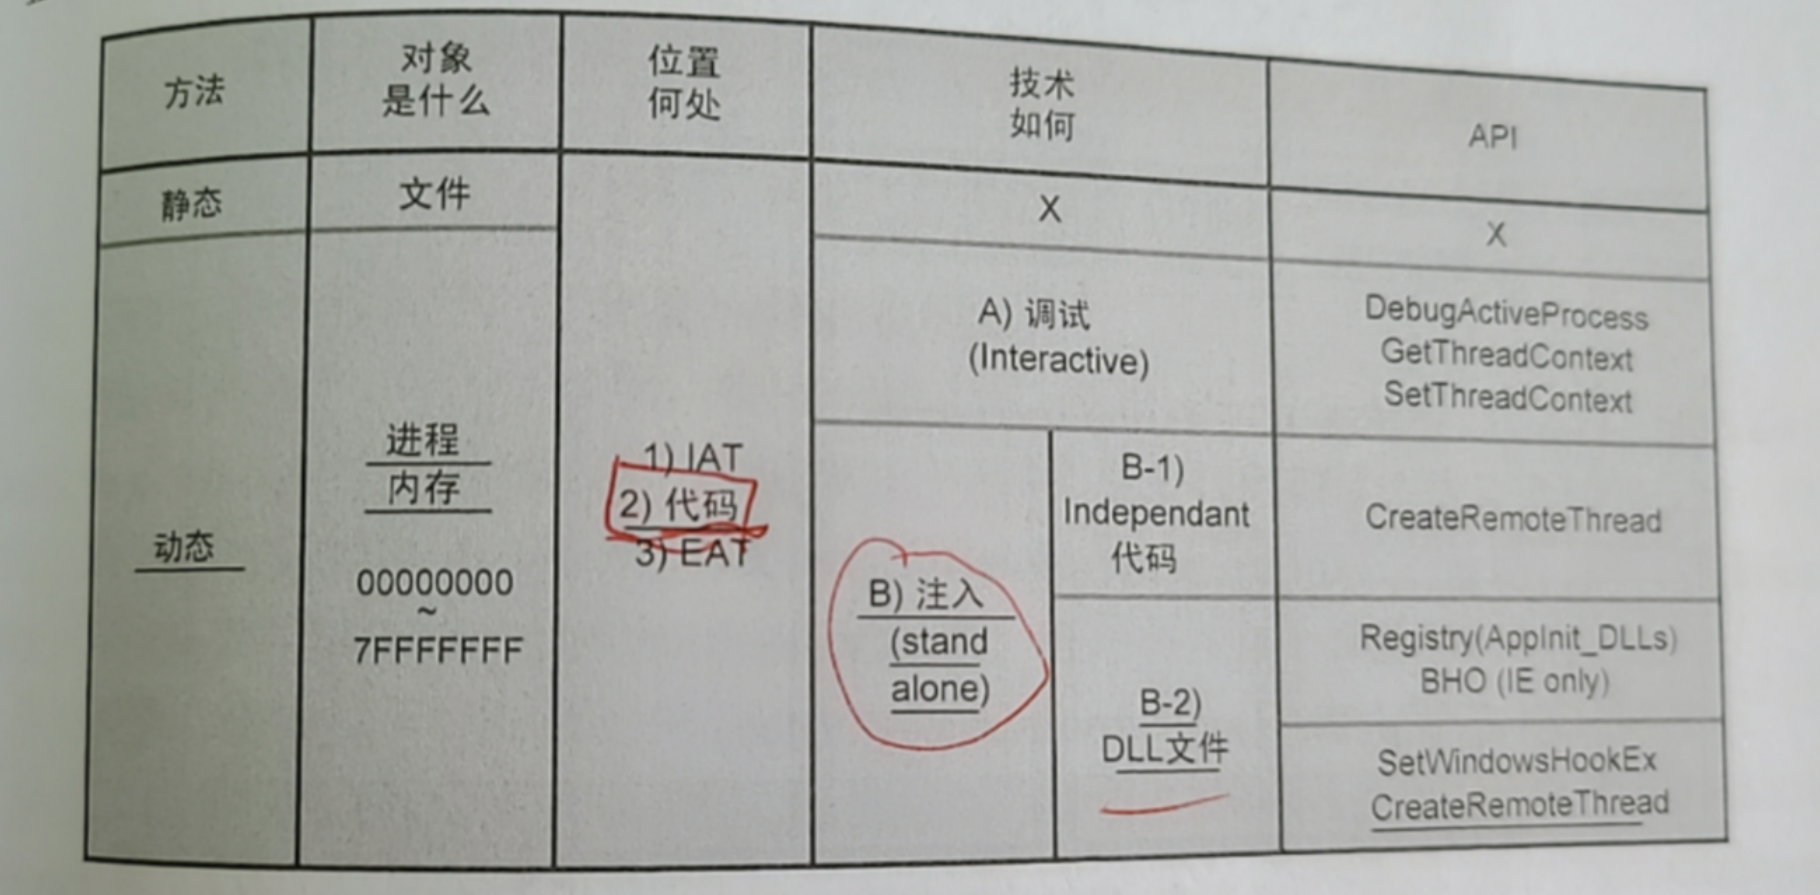 方法
对象
是什么
位置
何处
技术
如何
API
静态
文件
X
X
动态
进程
内存
00000000
~
7FFFFFFF
1) IAT
2) 代码
3) EAT
A) 调试
(Interactive)
DebugActiveProcess
GetThreadContext
SetThreadContext
B) 注入
(stand
alone)
B-1)
Independant
代码
CreateRemoteThread
B-2)
DLL文件
Registry(AppInit_DLLs)
BHO (IE only)
SetWindowsHookEx
CreateRemoteThread